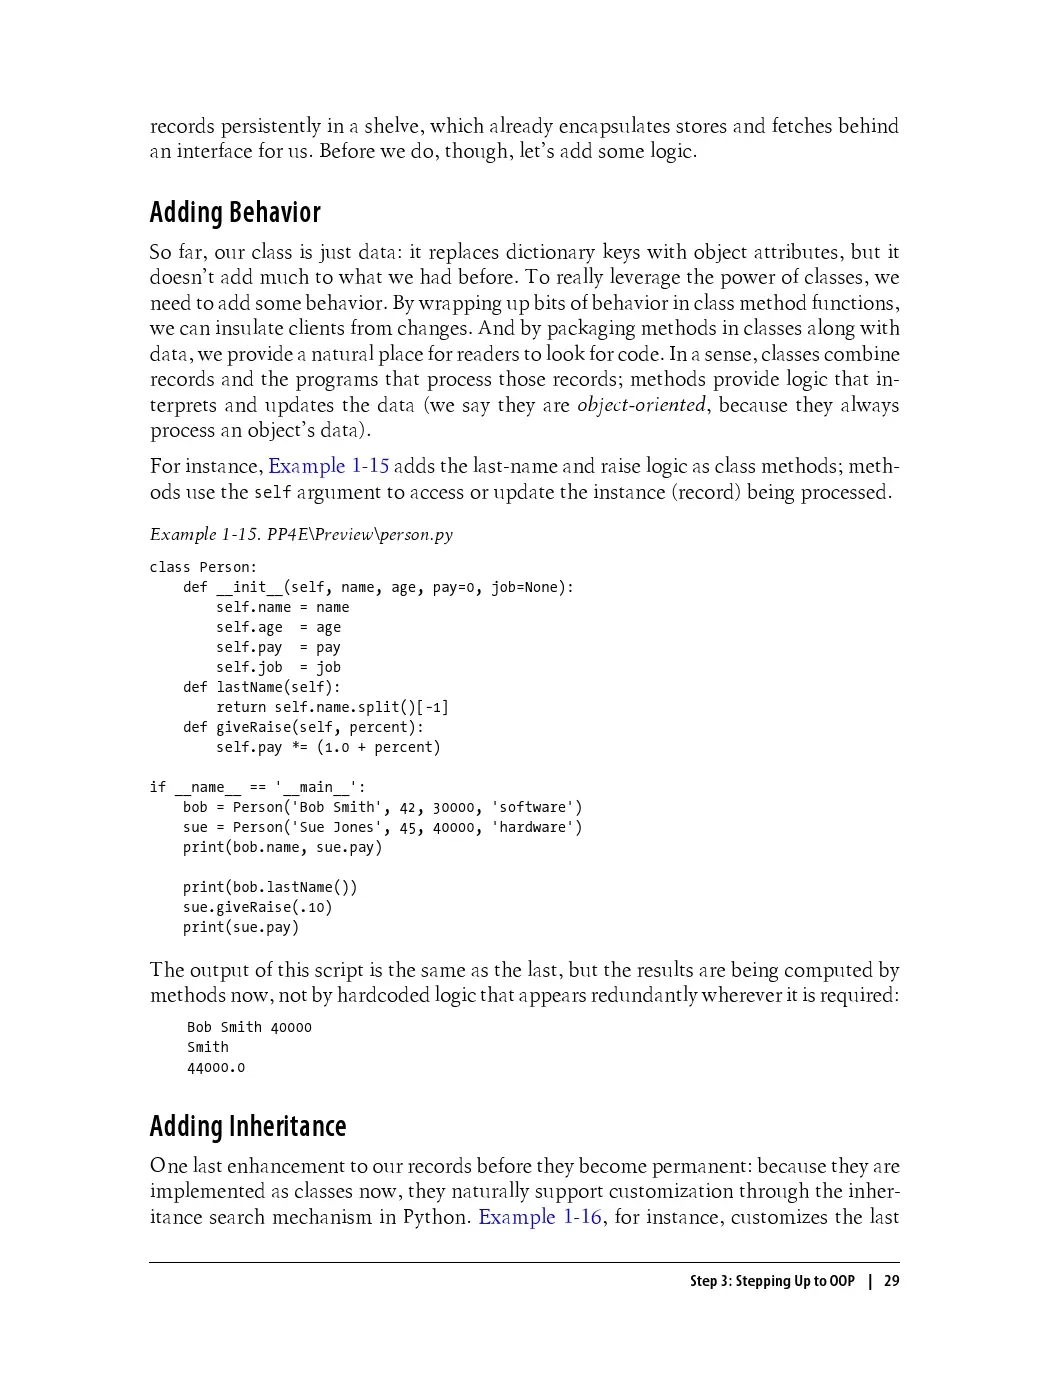 records persistently in a shelve, which already encapsulates stores and fetches behind
an interface for us. Before we do, though, let’s add some logic.
Adding Behavior
So far, our class is just data: it replaces dictionary keys with object attributes, but it
doesn’t add much to what we had before. To really leverage the power of classes, we
need to add some behavior. By wrapping up bits of behavior in class method functions,
we can insulate clients from changes. And by packaging methods in classes along with
data, we provide a natural place for readers to look for code. In a sense, classes combine
records and the programs that process those records; methods provide logic that in-
terprets and updates the data (we say they are object-oriented, because they always
process an object’s data).
For instance, Example 1-15 adds the last-name and raise logic as class methods; meth-
ods use the self argument to access or update the instance (record) being processed.
Example 1-15. PP4E\Preview\person.py
class Person:
    def __init__(self, name, age, pay=0, job=None):
        self.name = name
        self.age  = age
        self.pay  = pay
        self.job  = job
    def lastName(self):
        return self.name.split()[-1]
    def giveRaise(self, percent):
        self.pay *= (1.0 + percent)
if __name__ == '__main__':
    bob = Person('Bob Smith', 42, 30000, 'software')
    sue = Person('Sue Jones', 45, 40000, 'hardware')
    print(bob.name, sue.pay)
    print(bob.lastName())
    sue.giveRaise(.10)
    print(sue.pay)
The output of this script is the same as the last, but the results are being computed by
methods now, not by hardcoded logic that appears redundantly wherever it is required:
Bob Smith 40000
Smith
44000.0
Adding Inheritance
One last enhancement to our records before they become permanent: because they are
implemented as classes now, they naturally support customization through the inher-
itance search mechanism in Python. Example 1-16, for instance, customizes the last
Step 3: Stepping Up to OOP | 29